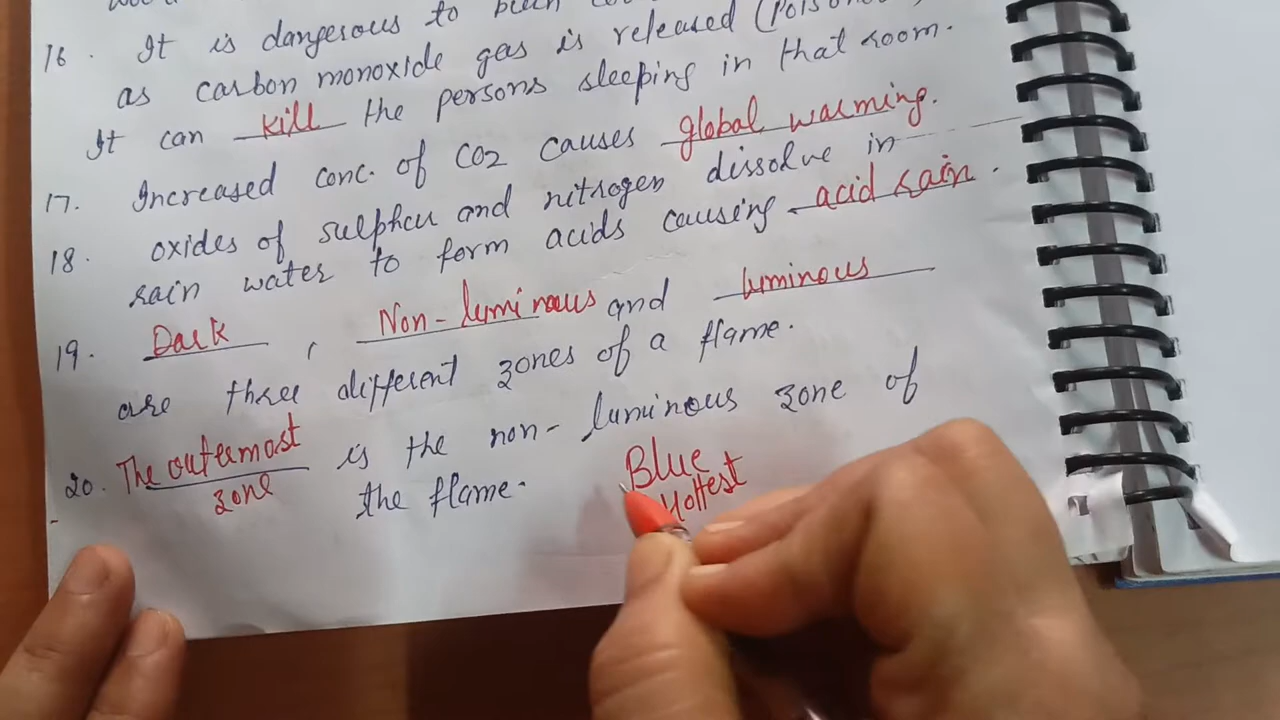 16. It is dangerous to burn
as carbon monoxide gas is released
It can kill the persons sleeping in that room.
17. Increased conc. of CO2 causes global warming.
18. oxides of sulpher and nitrogen dissolve in
rain water to form acids causing acid rain.
19. Dark, Non-luminous and luminous
are three different zones of a flame.
20. The outermost zone is the non-luminous zone of
the flame.
Blue
Hottest